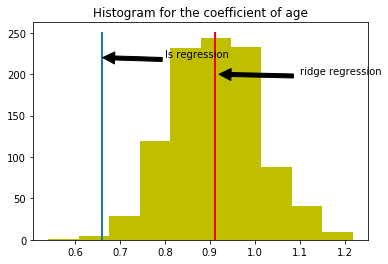 Histogram for the coefficient of age
250
200
150
100
50
0
ls regression
ridge regression
0.6 0.7 0.8 0.9 1.0 1.1 1.2